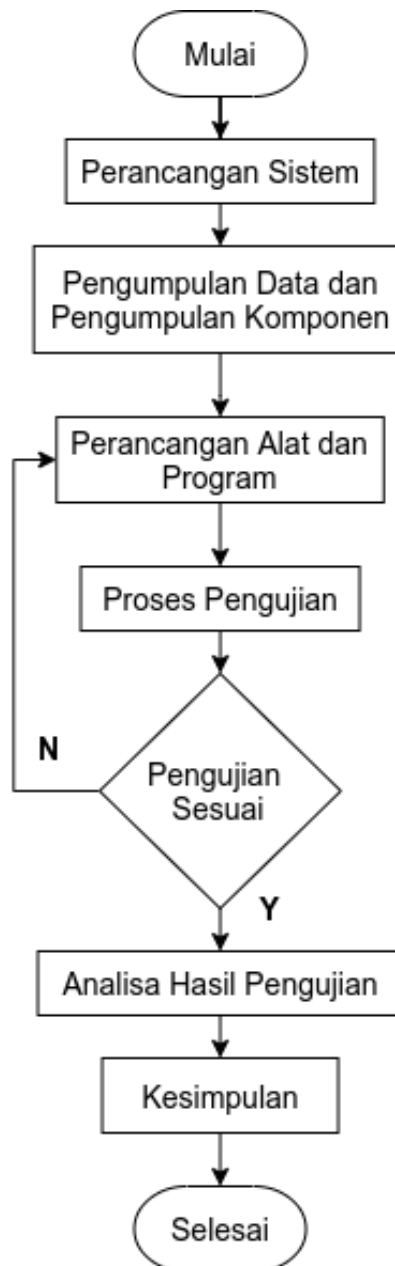 Mulai
Perancangan Sistem
Pengumpulan Data dan
Pengumpulan Komponen
Perancangan Alat dan
Program
Proses Pengujian
Pengujian
Sesuai
N
Y
Analisa Hasil Pengujian
Kesimpulan
Selesai